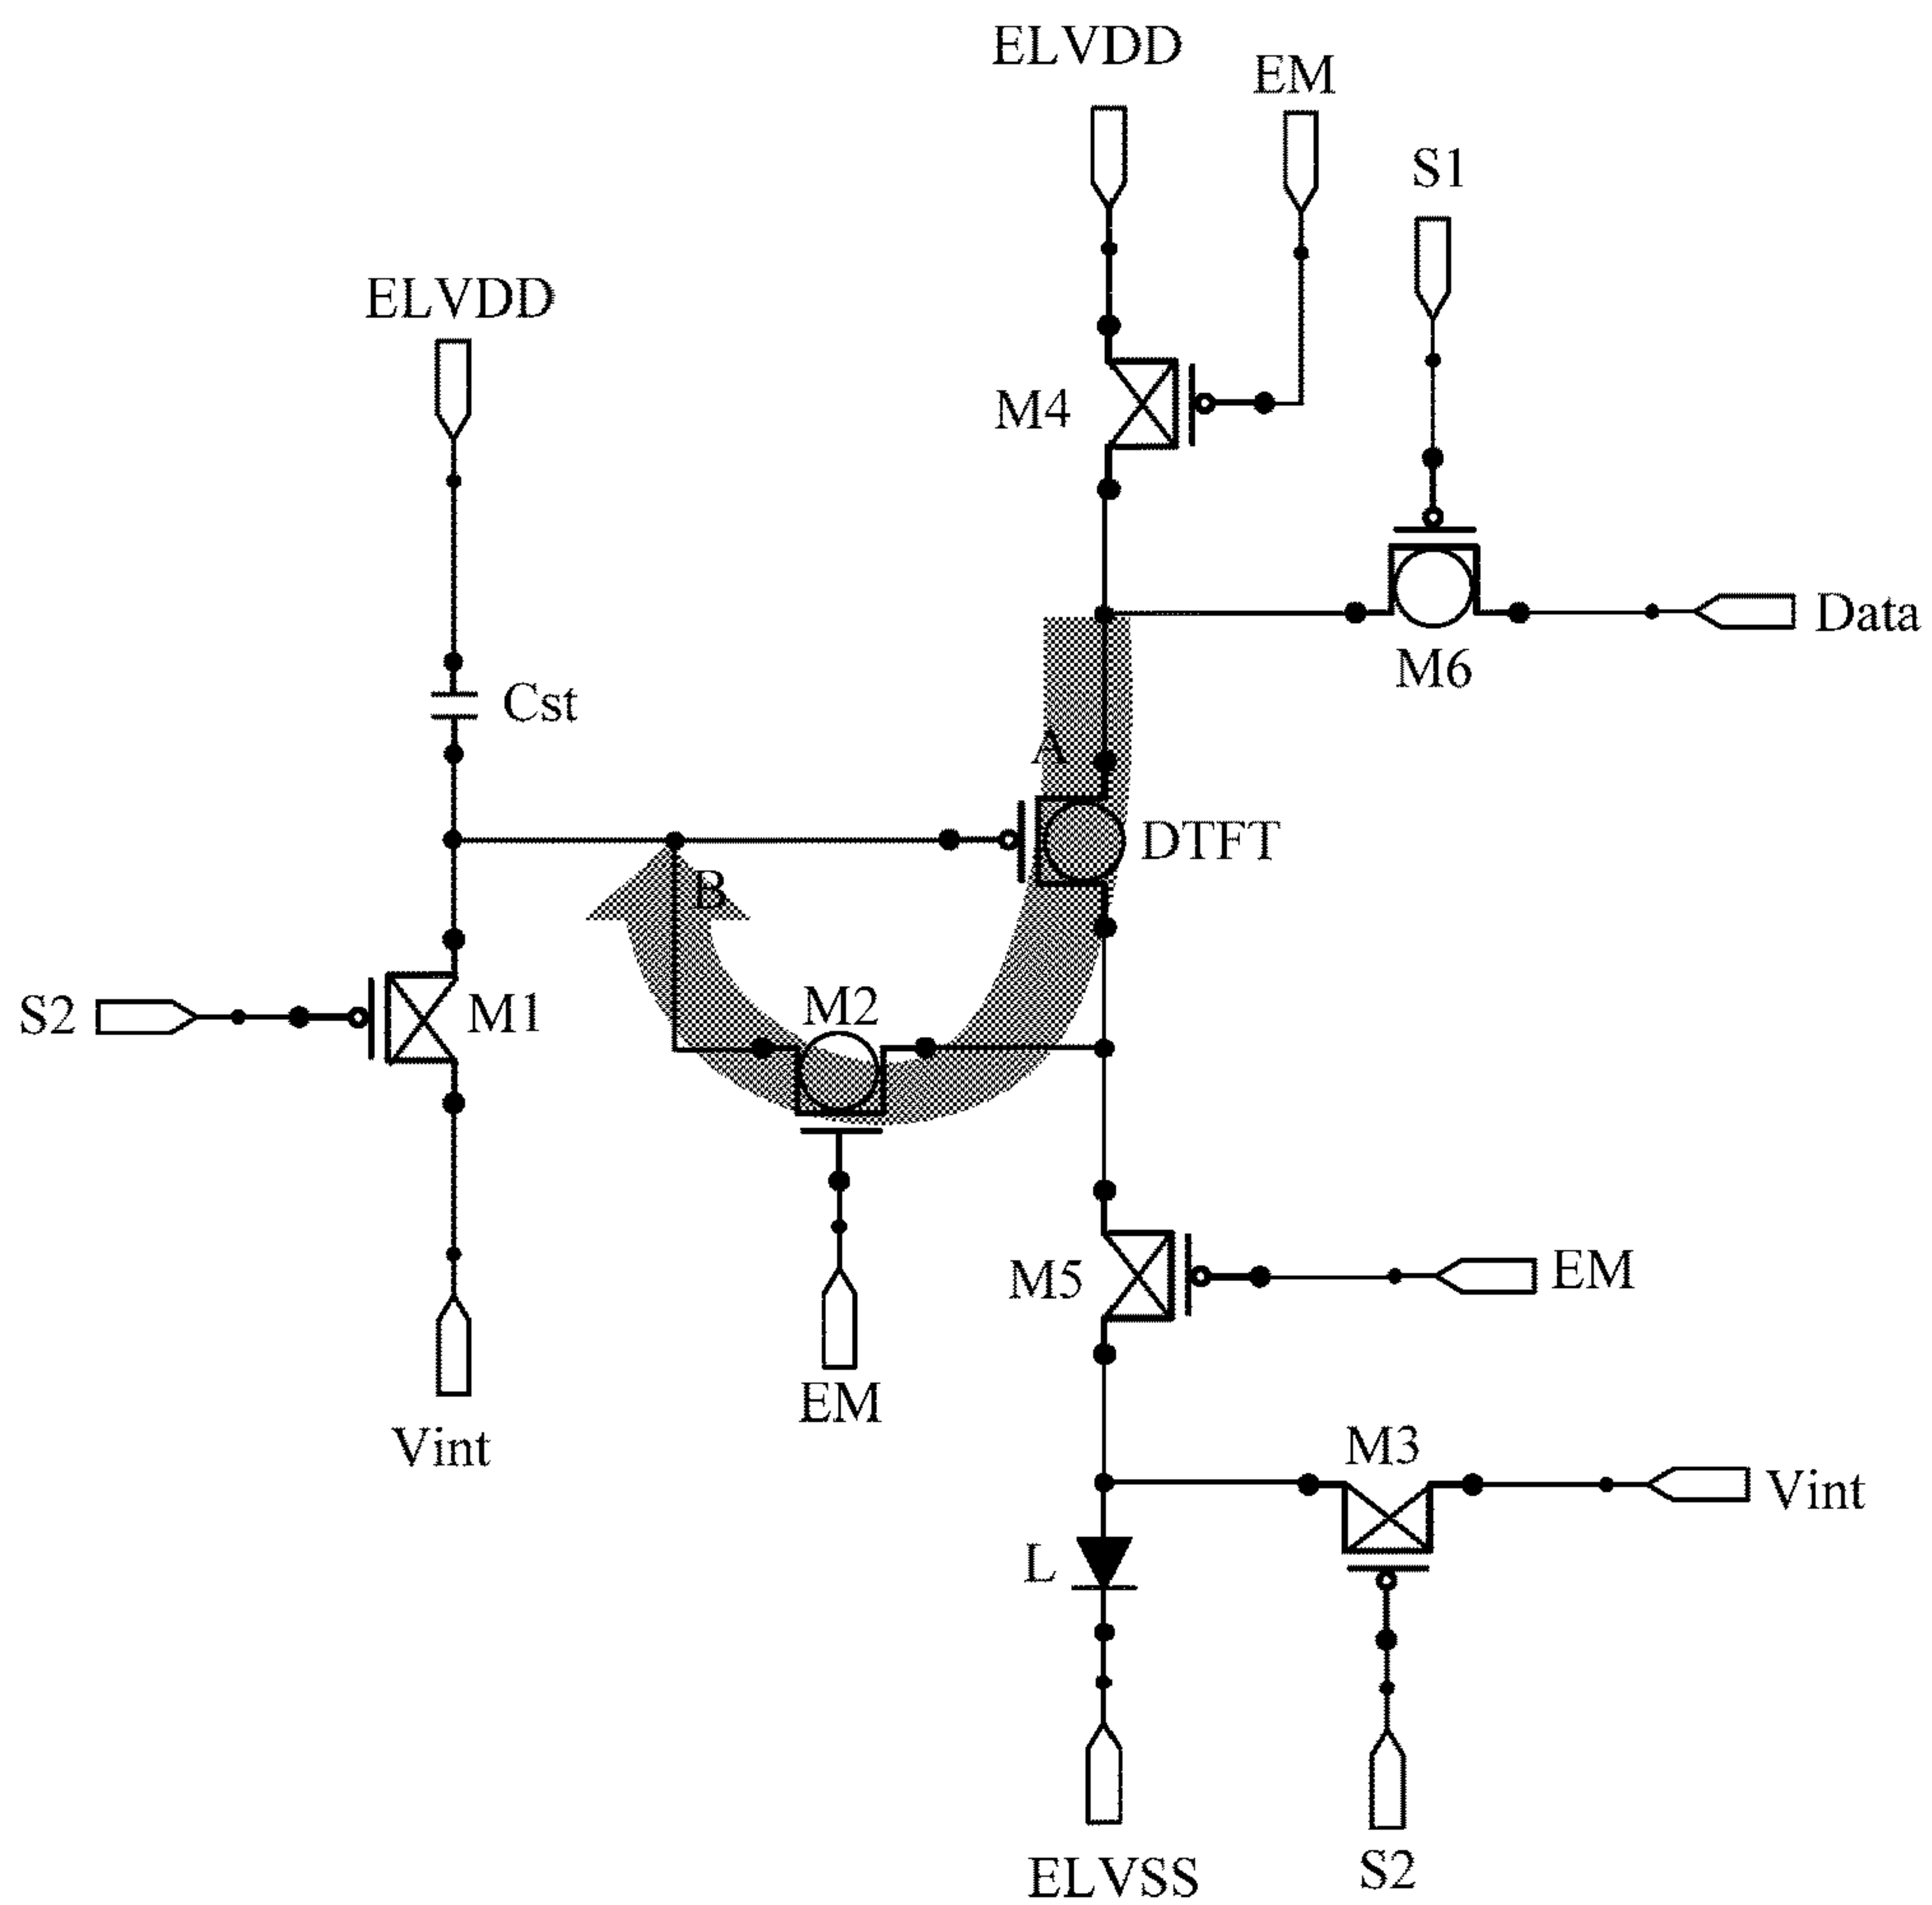 ELVDD
EM
S1
ELVDD
M4
Data
M6
Cst
A
DTFT
B
M2
S2
M1
M5
EM
EM
Vint
M3
Vint
L
ELVSS
S2